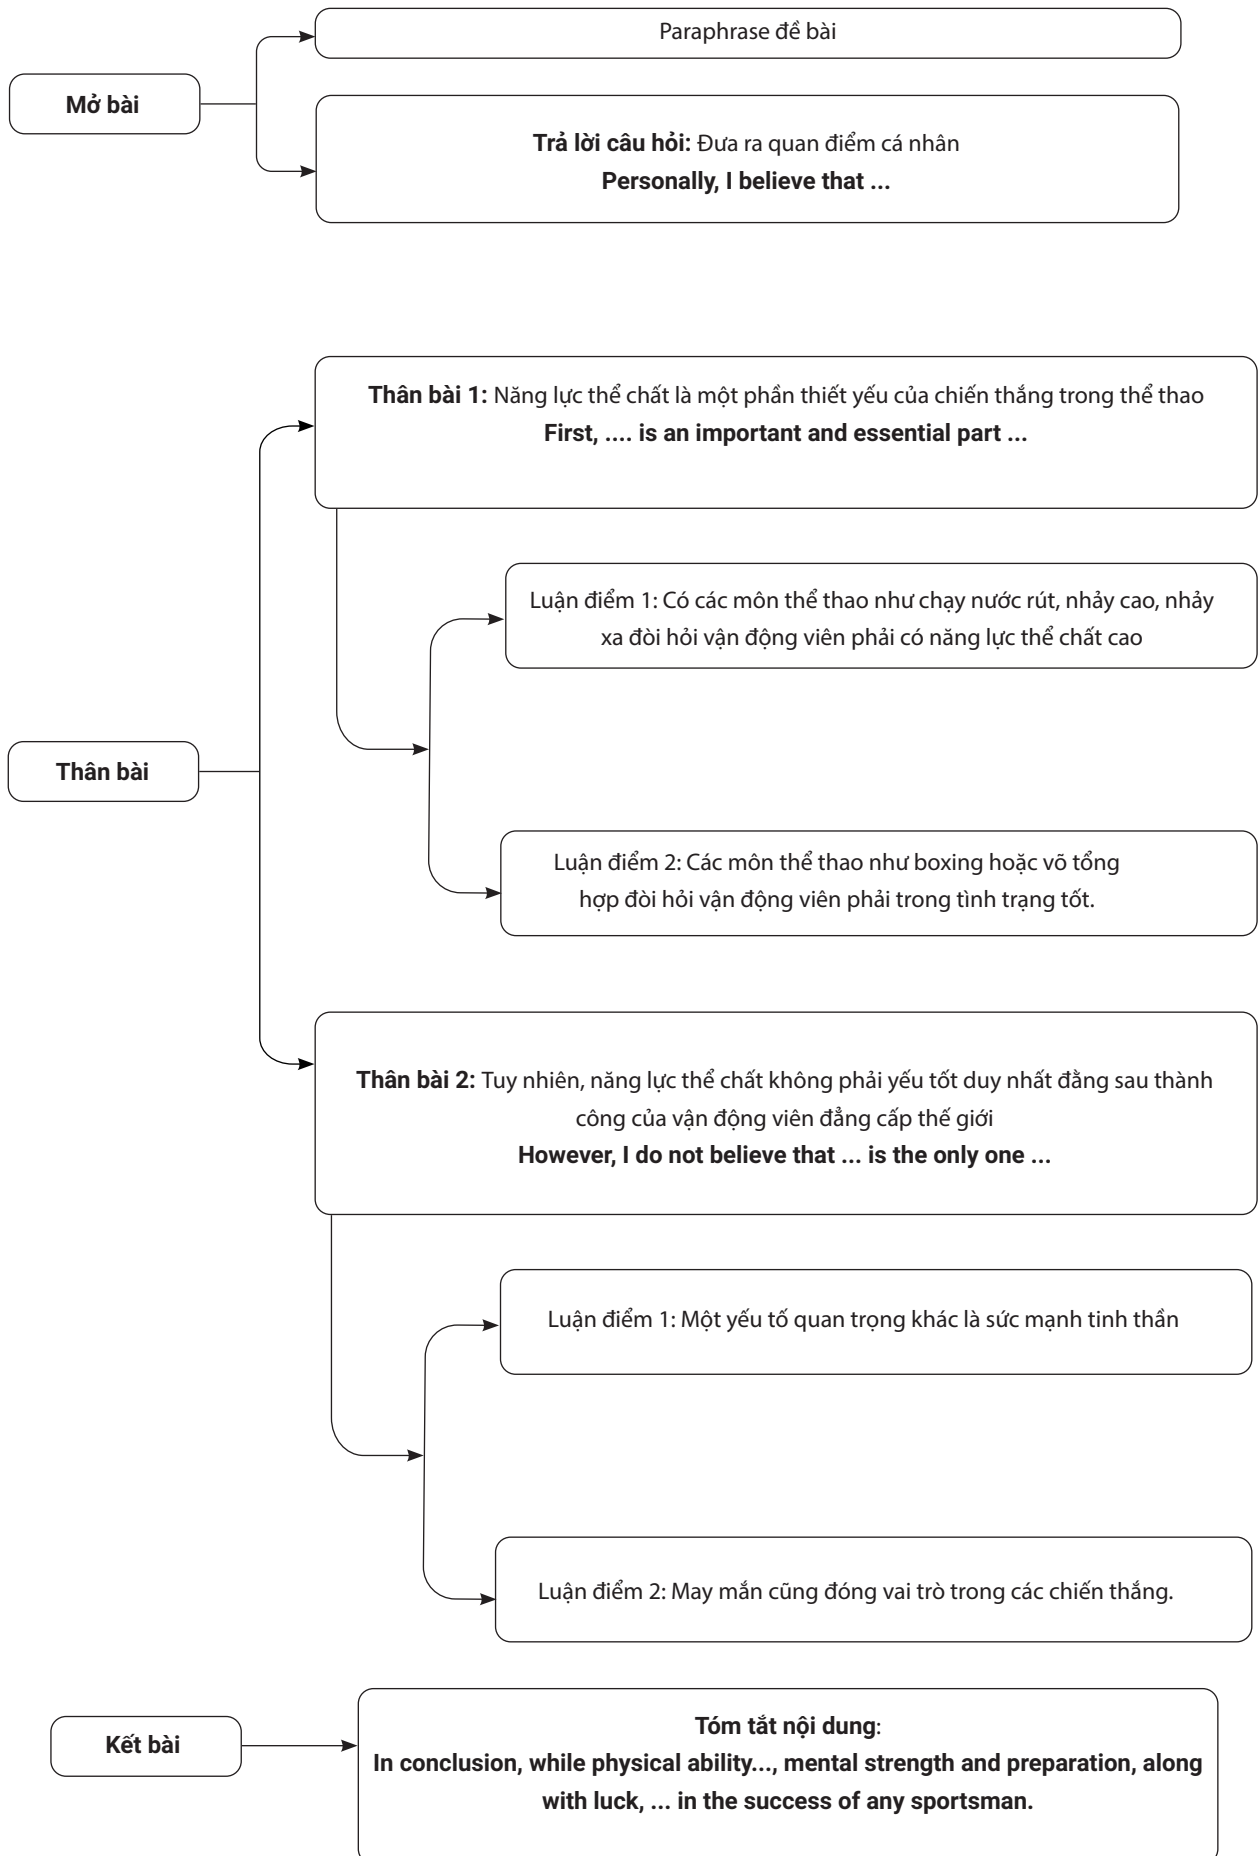 Paraphrase đề bài
Mở bài
Trả lời câu hỏi: Đưa ra quan điểm cá nhân
Personally, I believe that ...
Thân bài 1: Năng lực thể chất là một phần thiết yếu của chiến thắng trong thể thao
First, .... is an important and essential part ...
Luận điểm 1: Có các môn thể thao như chạy nước rút, nhảy cao, nhảy
xa đòi hỏi vận động viên phải có năng lực thể chất cao
Thân bài
Luận điểm 2: Các môn thể thao như boxing hoặc võ tổng
hợp đòi hỏi vận động viên phải trong tình trạng tốt.
Thân bài 2: Tuy nhiên, năng lực thể chất không phải yếu tốt duy nhất đằng sau thành
công của vận động viên đẳng cấp thế giới
However, I do not believe that ... is the only one ...
Luận điểm 1: Một yếu tố quan trọng khác là sức mạnh tinh thần
Luận điểm 2: May mắn cũng đóng vai trò trong các chiến thắng.
Kết bài
Tóm tắt nội dung:
In conclusion, while physical ability..., mental strength and preparation, along
with luck, ... in the success of any sportsman.